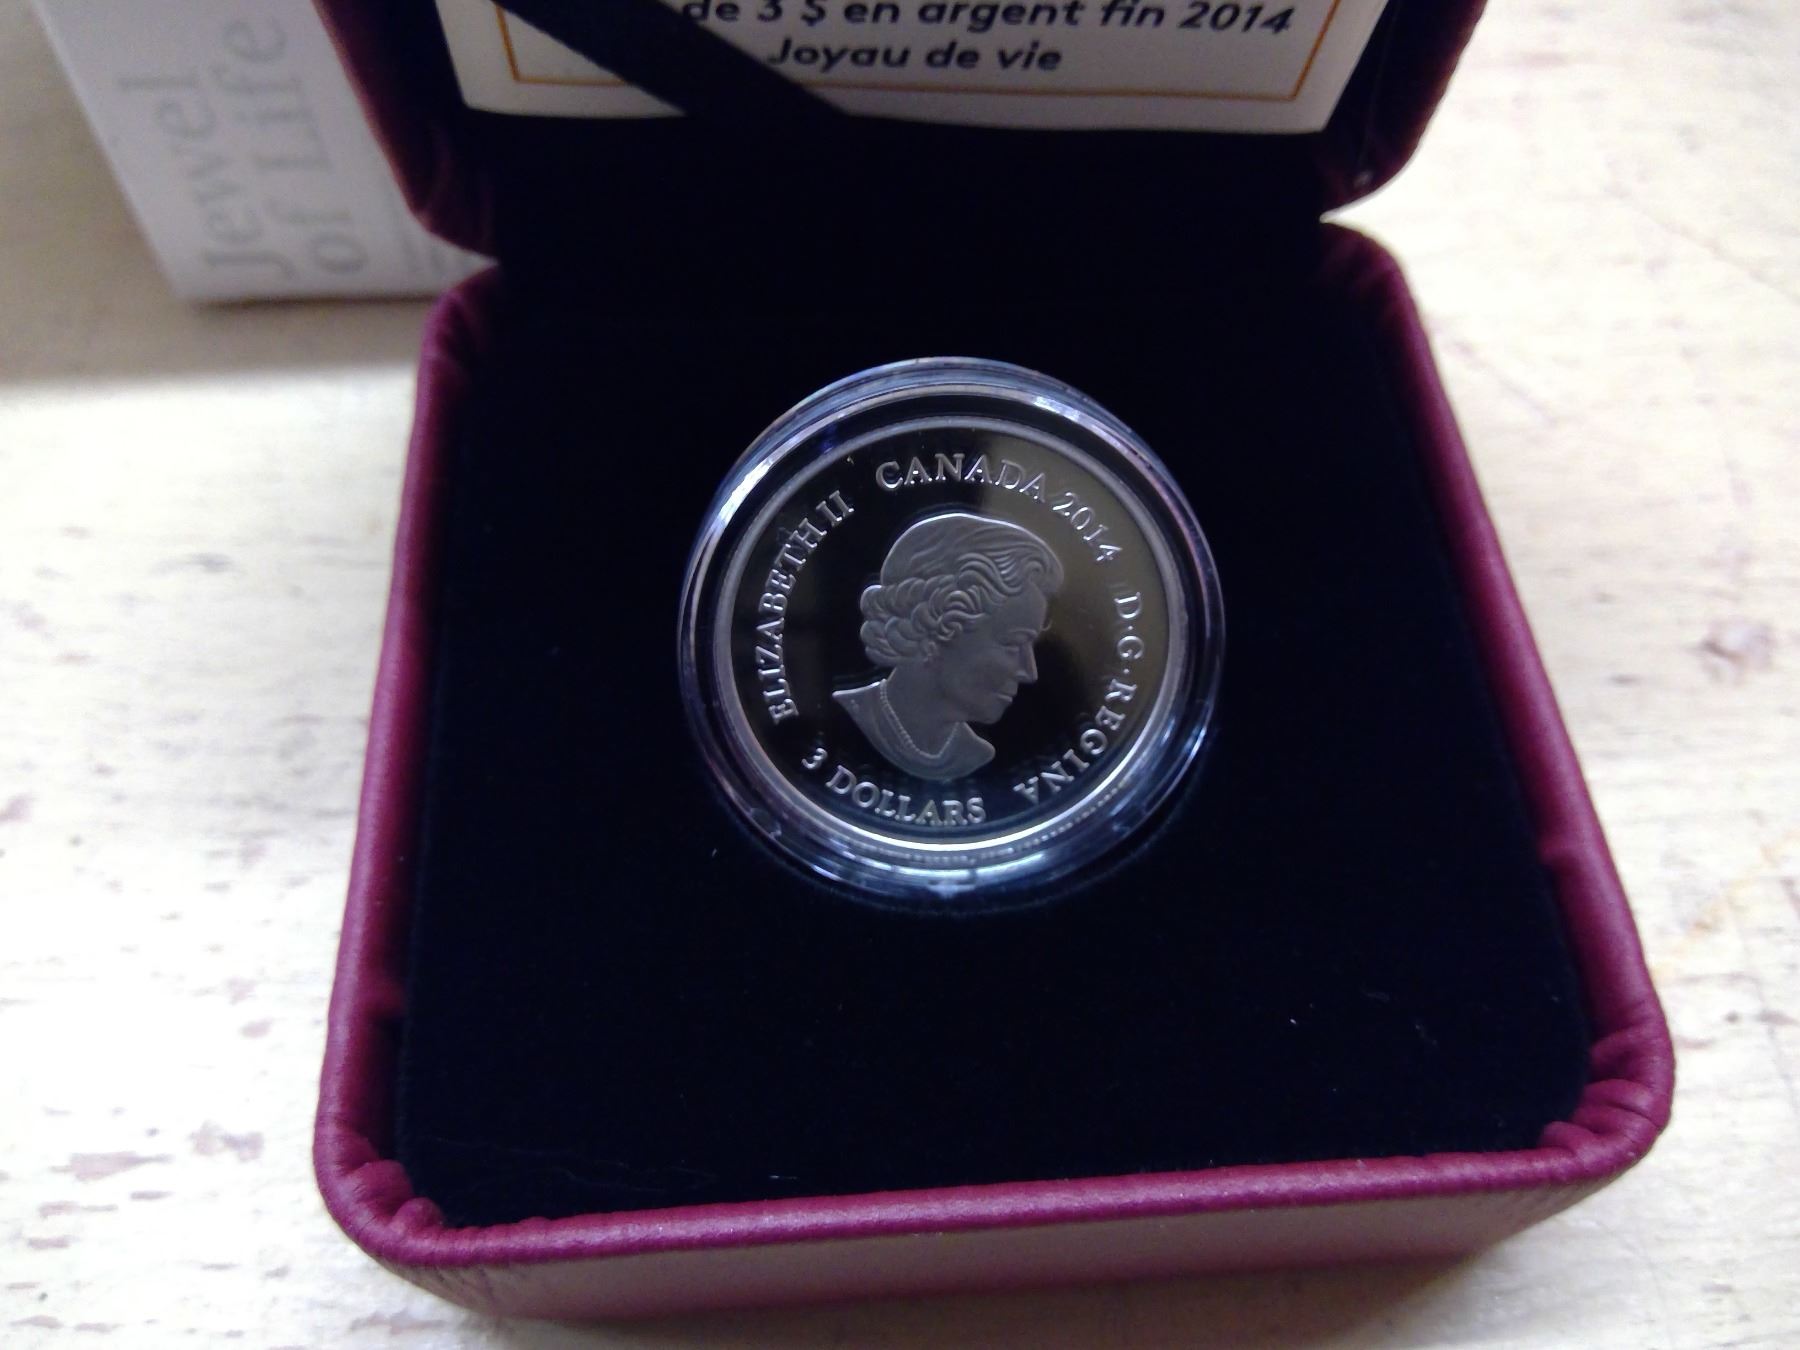 de 3 $ en argent fin 2014
Joyau de vie
Jewel
of Life
ELIZABETH II CANADA 2014 D·G·REGINA
3 DOLLARS